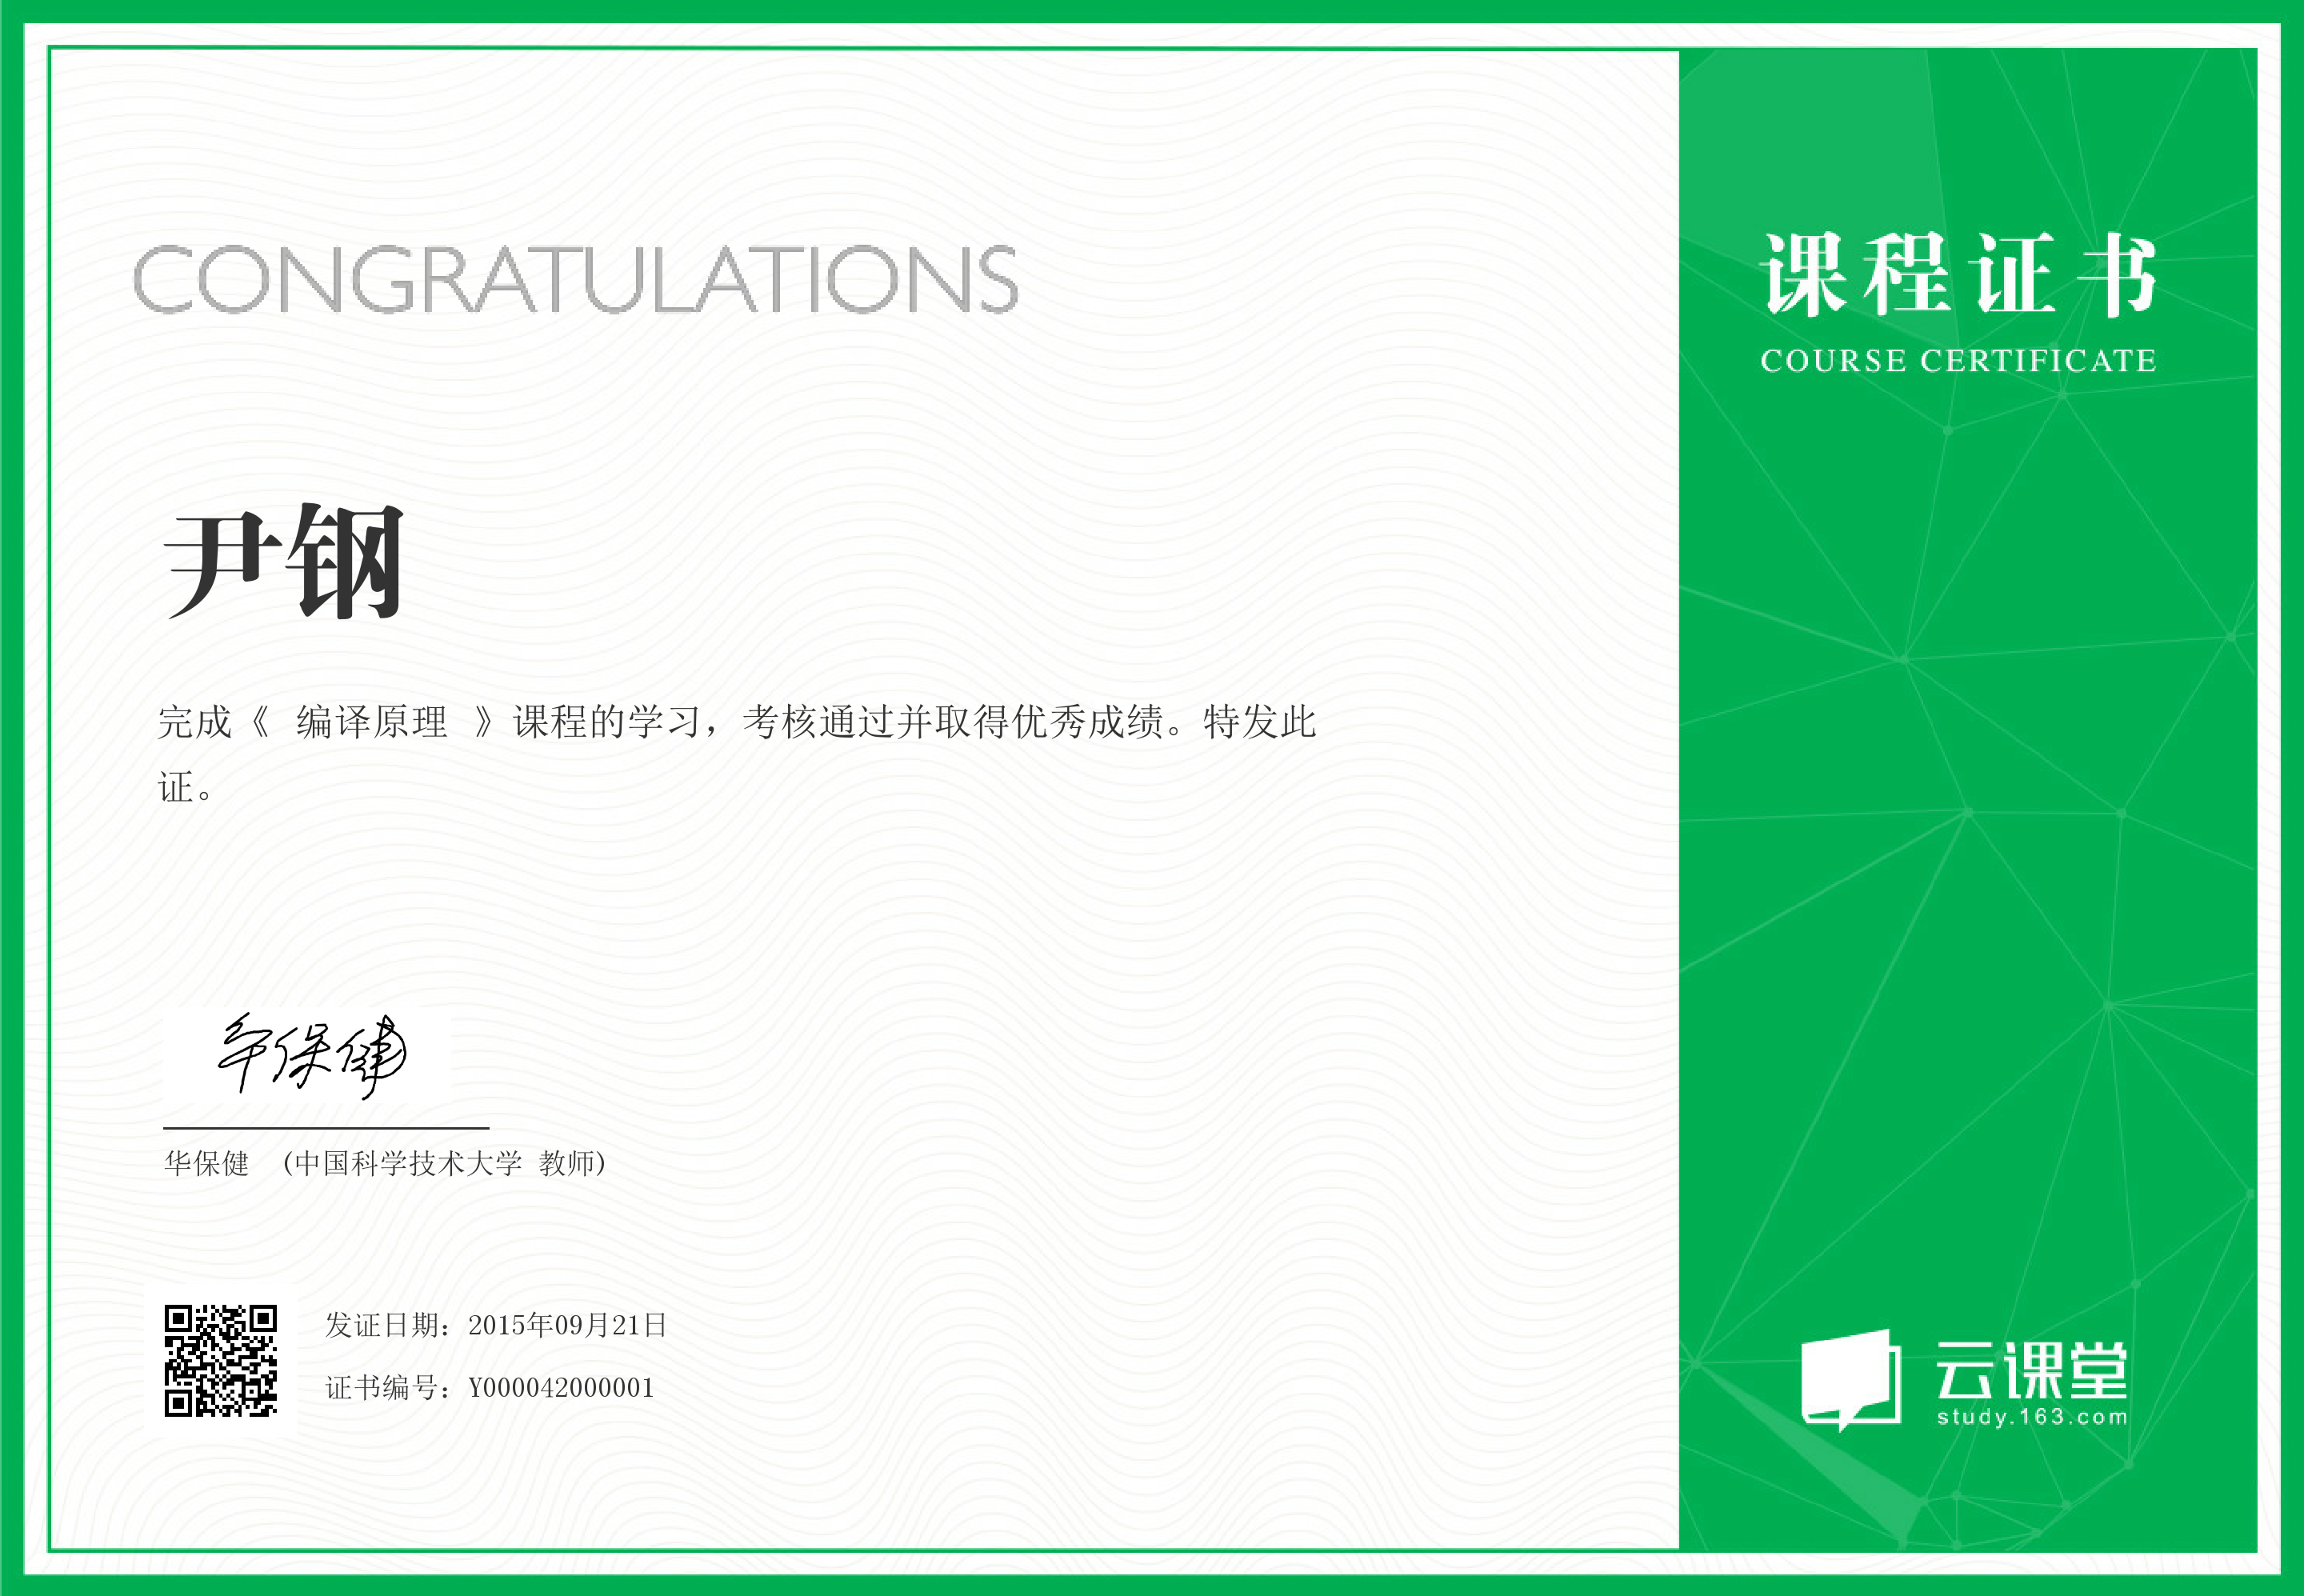 CONGRATULATIONS
课程证书
COURSE CERTIFICATE
尹钢
完成《 编译原理 》课程的学习，考核通过并取得优秀成绩。特发此
证。
华保健
华保健 （中国科学技术大学 教师）
发证日期：2015年09月21日
证书编号：Y000042000001
云课堂
study.163.com